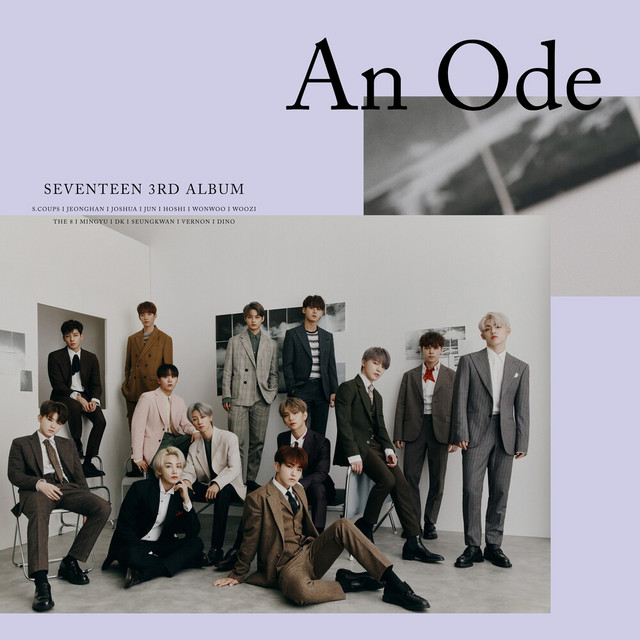 An Ode
SEVENTEEN 3RD ALBUM
S.COUPS I JEONGHAN I JOSHUA I JUN I HOSHI I WONWOO I WOOZI
THE 8 I MINGYU I DK I SEUNGKWAN I VERNON I DINO